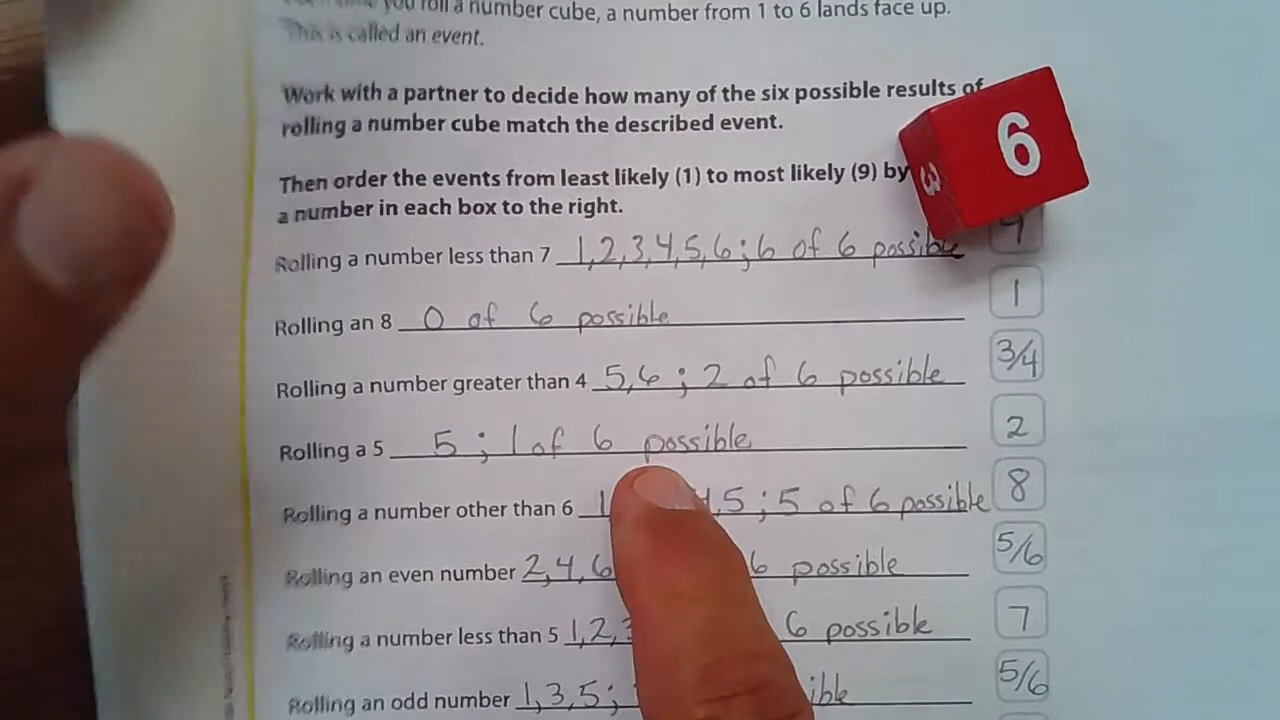 you roll a number cube, a number from 1 to 6 lands face up.
This is called an event.
Work with a partner to decide how many of the six possible results of
rolling a number cube match the described event.
Then order the events from least likely (1) to most likely (9) by
a number in each box to the right.
6
3
Rolling a number less than 7 1,2,3,4,5,6; 6 of 6 possible 9
Rolling an 8 0 of 6 possible 1
Rolling a number greater than 4 5,6; 2 of 6 possible 3/4
Rolling a 5 5; 1 of 6 possible 2
Rolling a number other than 6 1 4,5; 5 of 6 possible 8
Rolling an even number 2,4,6 6 possible 5/6
Rolling a number less than 5 1,2,3 6 possible 7
Rolling an odd number 1,3,5; 5/6